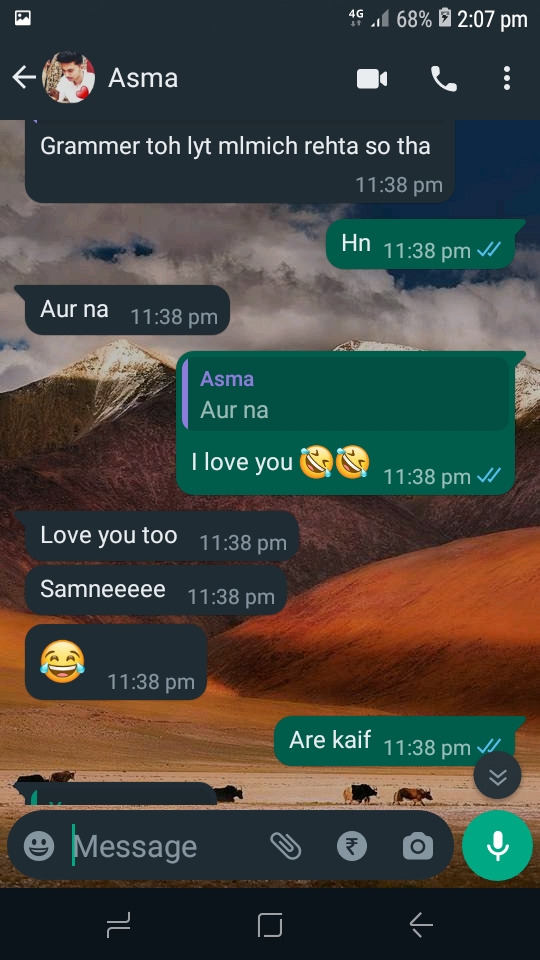 4G 68% 2:07 pm
Asma
Grammer toh lyt mlmich rehta so tha
11:38 pm
Hn 11:38 pm
Aur na 11:38 pm
Asma
Aur na
I love you 🤣🤣 11:38 pm
Love you too 11:38 pm
Samneeeee 11:38 pm
😂 11:38 pm
Are kaif 11:38 pm
Message